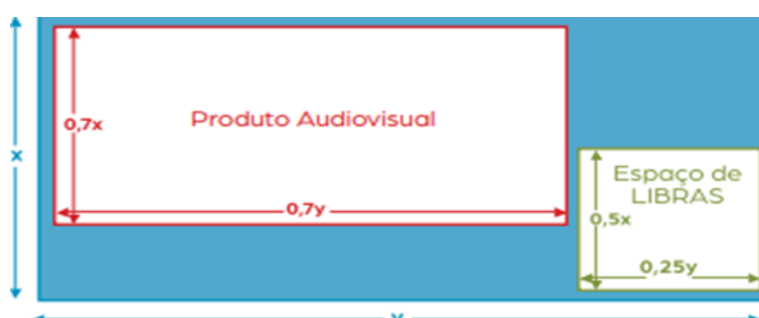 Produto Audiovisual
0,7x
x
0,7y
Espaço de
LIBRAS
0,5x
0,25y